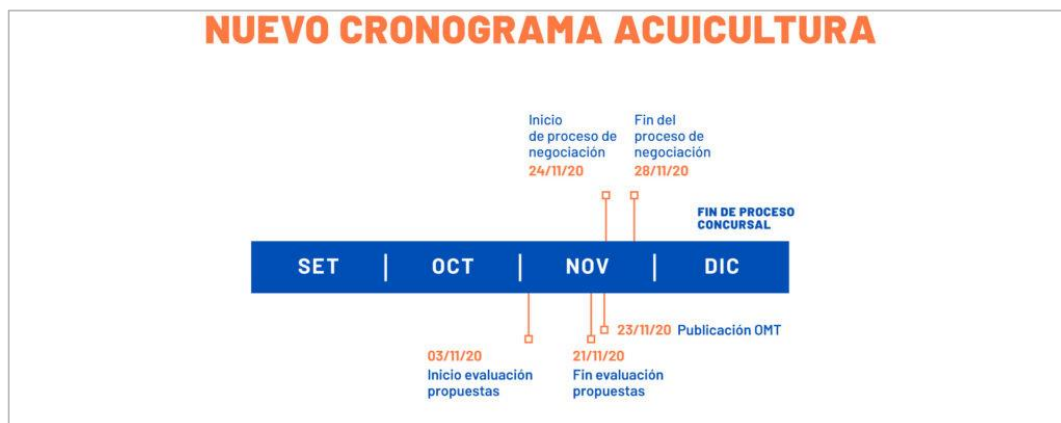 NUEVO CRONOGRAMA ACUICULTURA
Inicio
de proceso de
negociación
24/11/20
Fin del
proceso de
negociación
28/11/20
FIN DE PROCESO
CONCURSAL
SET | OCT | NOV | DIC
23/11/20 Publicación OMT
03/11/20
Inicio evaluación
propuestas
21/11/20
Fin evaluación
propuestas